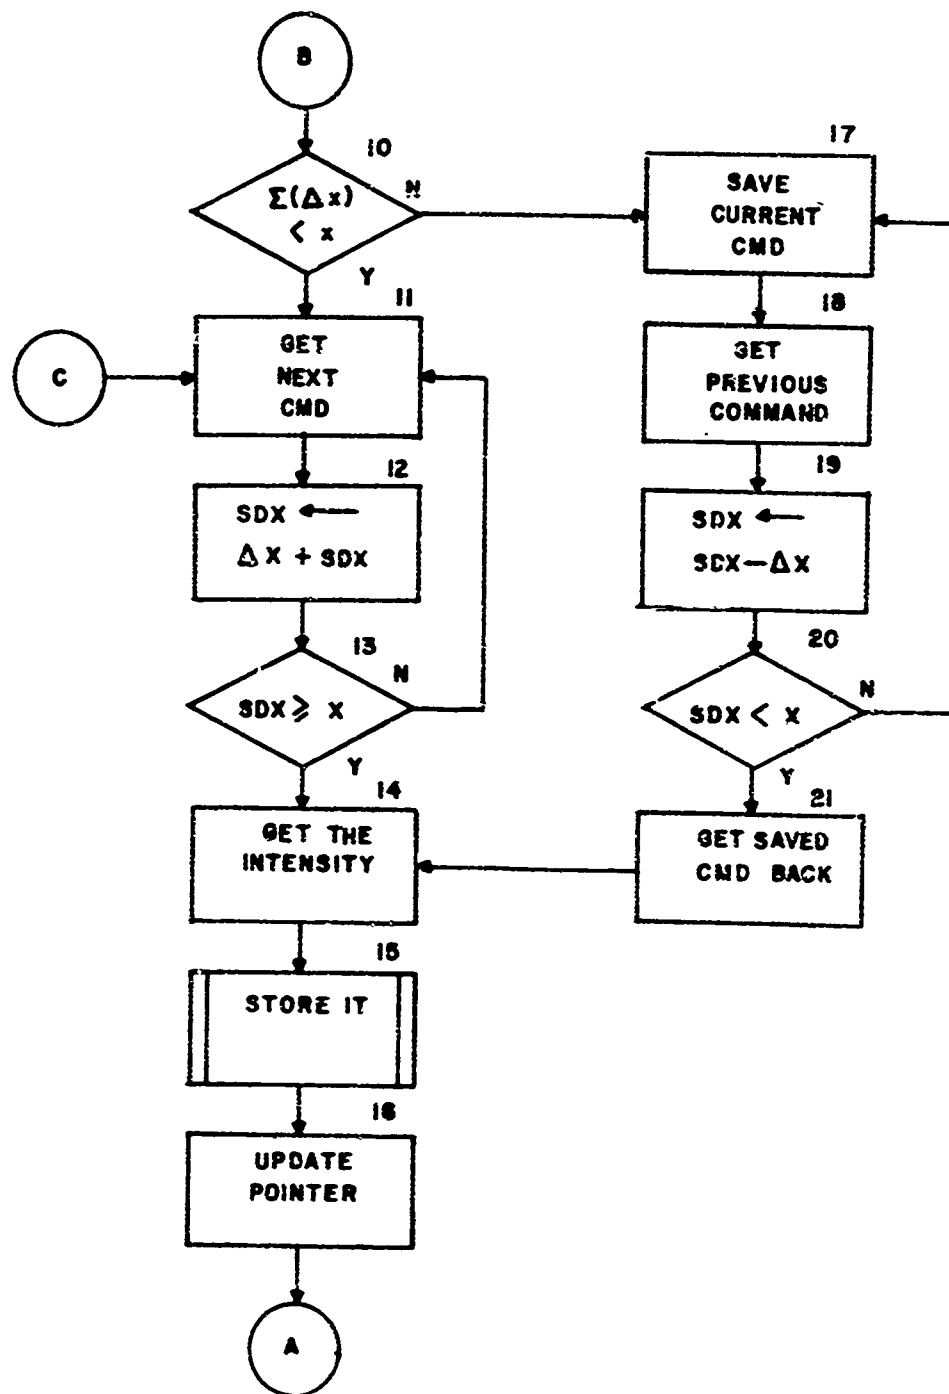 B
10
Σ(Δx)
< x
N
Y
11
GET
NEXT
CMD
C
12
SDX ←
ΔX + SDX
13
SDX ≥ X
N
Y
14
GET THE
INTENSITY
15
STORE IT
16
UPDATE
POINTER
A
17
SAVE
CURRENT
CMD
18
GET
PREVIOUS
COMMAND
19
SDX ←
SDX – ΔX
20
SDX < X
N
Y
21
GET SAVED
CMD BACK